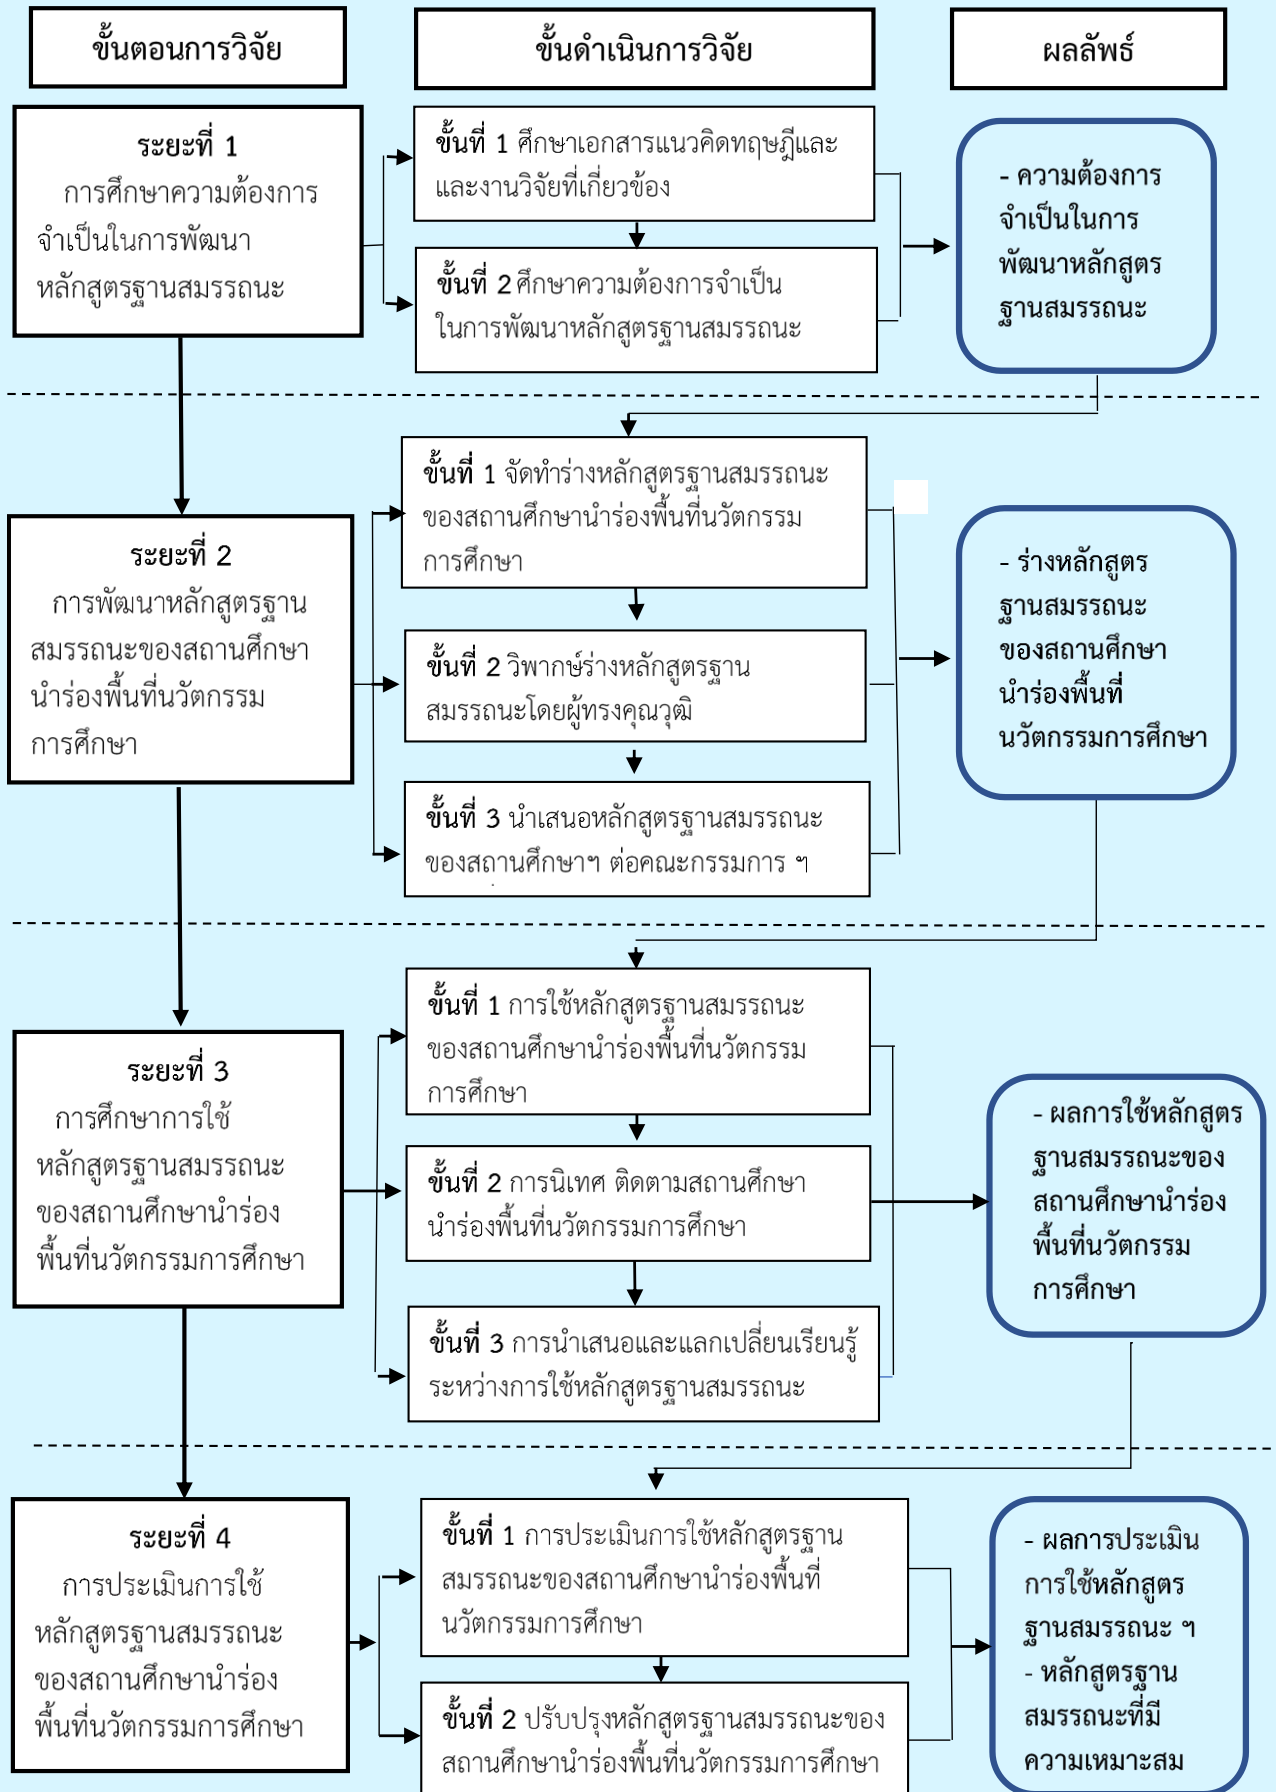 ขั้นตอนการวิจัย
ขั้นดำเนินการวิจัย
ผลลัพธ์
ระยะที่ 1
การศึกษาความต้องการ
จำเป็นในการพัฒนา
หลักสูตรฐานสมรรถนะ
ขั้นที่ 1 ศึกษาเอกสารแนวคิดทฤษฎีและ
และงานวิจัยที่เกี่ยวข้อง
ขั้นที่ 2 ศึกษาความต้องการจำเป็น
ในการพัฒนาหลักสูตรฐานสมรรถนะ
- ความต้องการ
จำเป็นในการ
พัฒนาหลักสูตร
ฐานสมรรถนะ
ระยะที่ 2
การพัฒนาหลักสูตรฐาน
สมรรถนะของสถานศึกษา
นำร่องพื้นที่นวัตกรรม
การศึกษา
ขั้นที่ 1 จัดทำร่างหลักสูตรฐานสมรรถนะ
ของสถานศึกษานำร่องพื้นที่นวัตกรรม
การศึกษา
ขั้นที่ 2 วิพากษ์ร่างหลักสูตรฐาน
สมรรถนะโดยผู้ทรงคุณวุฒิ
ขั้นที่ 3 นำเสนอหลักสูตรฐานสมรรถนะ
ของสถานศึกษาฯ ต่อคณะกรรมการ ฯ
- ร่างหลักสูตร
ฐานสมรรถนะ
ของสถานศึกษา
นำร่องพื้นที่
นวัตกรรมการศึกษา
ระยะที่ 3
การศึกษาการใช้
หลักสูตรฐานสมรรถนะ
ของสถานศึกษานำร่อง
พื้นที่นวัตกรรมการศึกษา
ขั้นที่ 1 การใช้หลักสูตรฐานสมรรถนะ
ของสถานศึกษานำร่องพื้นที่นวัตกรรม
การศึกษา
ขั้นที่ 2 การนิเทศ ติดตามสถานศึกษา
นำร่องพื้นที่นวัตกรรมการศึกษา
ขั้นที่ 3 การนำเสนอและแลกเปลี่ยนเรียนรู้
ระหว่างการใช้หลักสูตรฐานสมรรถนะ
- ผลการใช้หลักสูตร
ฐานสมรรถนะของ
สถานศึกษานำร่อง
พื้นที่นวัตกรรม
การศึกษา
ระยะที่ 4
การประเมินการใช้
หลักสูตรฐานสมรรถนะ
ของสถานศึกษานำร่อง
พื้นที่นวัตกรรมการศึกษา
ขั้นที่ 1 การประเมินการใช้หลักสูตรฐาน
สมรรถนะของสถานศึกษานำร่องพื้นที่
นวัตกรรมการศึกษา
ขั้นที่ 2 ปรับปรุงหลักสูตรฐานสมรรถนะของ
สถานศึกษานำร่องพื้นที่นวัตกรรมการศึกษา
- ผลการประเมิน
การใช้หลักสูตร
ฐานสมรรถนะ ฯ
- หลักสูตรฐาน
สมรรถนะที่มี
ความเหมาะสม